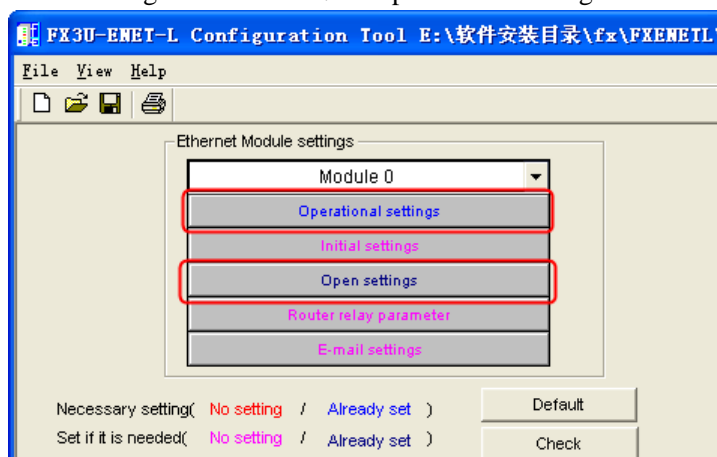 FX3U-ENET-L Configuration Tool E:\软件安装目录\fx\FXENETL\
File View Help
Ethernet Module settings
Module 0
Operational settings
Initial settings
Open settings
Router relay parameter
E-mail settings
Necessary setting( No setting / Already set )
Default
Set if it is needed( No setting / Already set )
Check